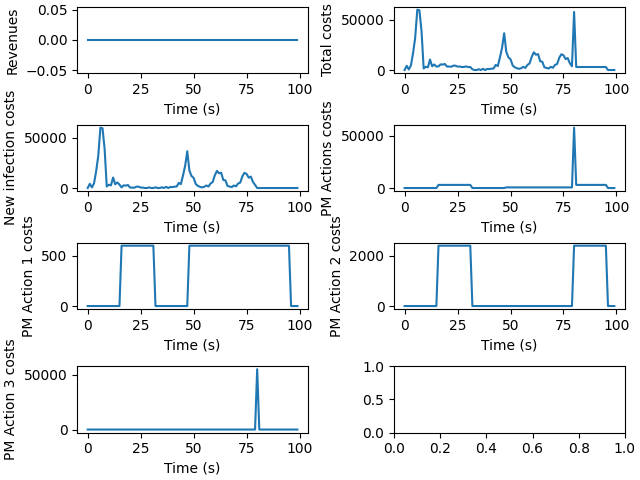 Revenues
0.05
0.00
−0.05
0 25 50 75 100
Time (s)
Total costs
50000
0
0 25 50 75 100
Time (s)
New infection costs
50000
0
0 25 50 75 100
Time (s)
PM Actions costs
50000
0
0 25 50 75 100
Time (s)
PM Action 1 costs
500
0
0 25 50 75 100
Time (s)
PM Action 2 costs
2000
0
0 25 50 75 100
Time (s)
PM Action 3 costs
50000
0
0 25 50 75 100
Time (s)
1.0
0.5
0.0
0.0 0.2 0.4 0.6 0.8 1.0